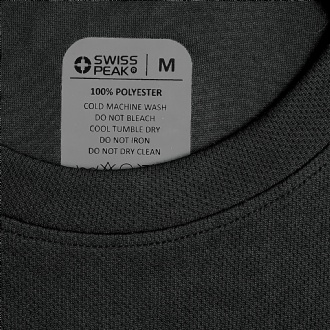 SWISS
PEAK® | M
100% POLYESTER
COLD MACHINE WASH
DO NOT BLEACH
COOL TUMBLE DRY
DO NOT IRON
DO NOT DRY CLEAN